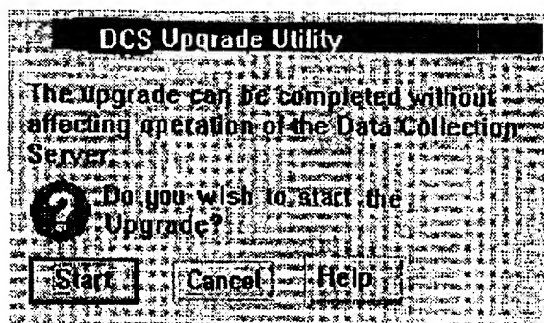 DCS Upgrade Utility
The upgrade can be completed without
affecting operation of the Data Collection
Server.
Do you wish to start the
Upgrade?
Start Cancel Help